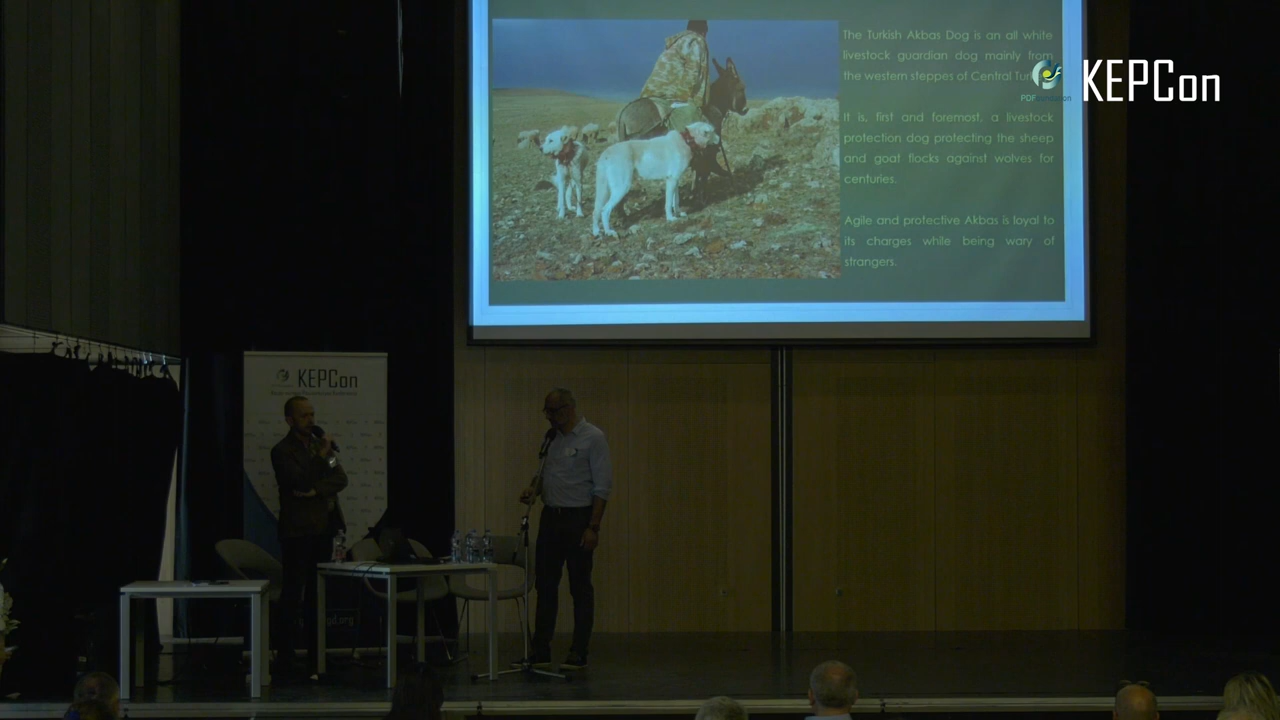 The Turkish Akbas Dog is an all white
livestock guardian dog mainly from
the western steppes of Central
KEPCon
It is, first and foremost, a livestock
protection dog protecting the sheep
and goat flocks against wolves for
centuries.
Agile and protective Akbas is loyal to
its charges while being wary of
strangers.
KEPCon